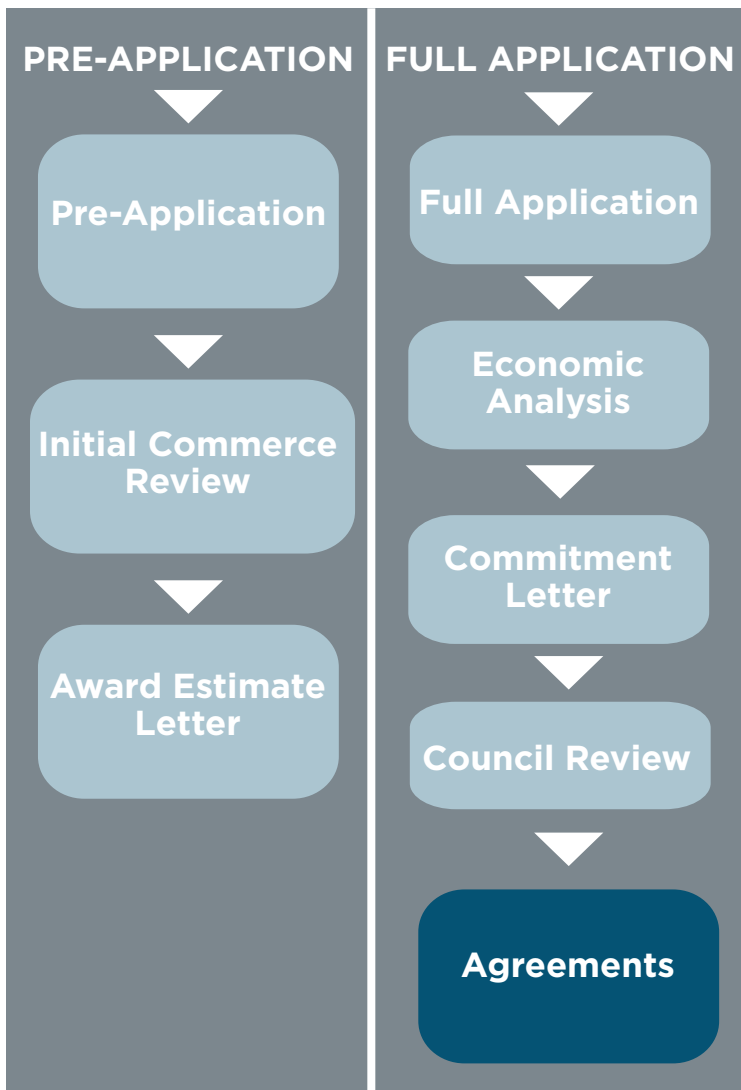 PRE-APPLICATION
Pre-Application
Initial Commerce
Review
Award Estimate
Letter
FULL APPLICATION
Full Application
Economic
Analysis
Commitment
Letter
Council Review
Agreements